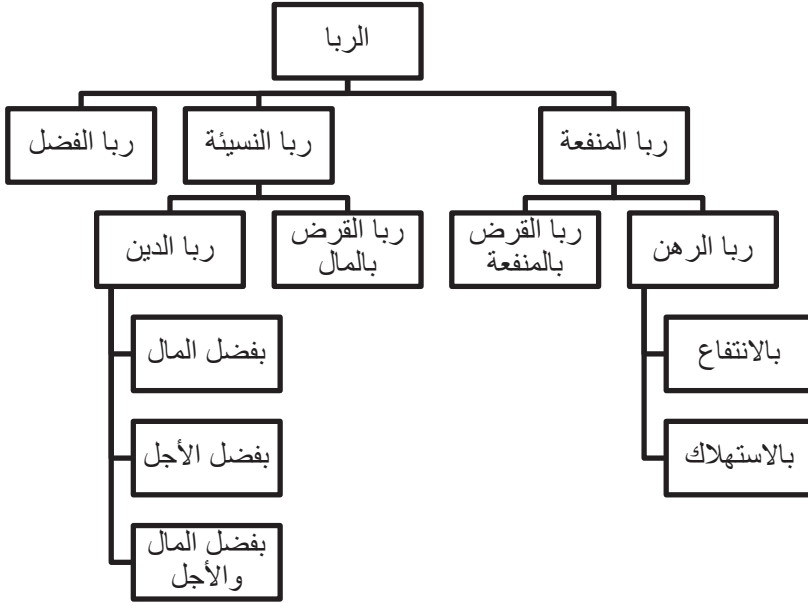 الربا
ربا المنفعة
ربا النسيئة
ربا الفضل
ربا الرهن
ربا القرض
بالمنفعة
ربا القرض
بالمال
ربا الدين
بالانتفاع
بالاستهلاك
بفضل المال
بفضل الأجل
بفضل المال
والأجل